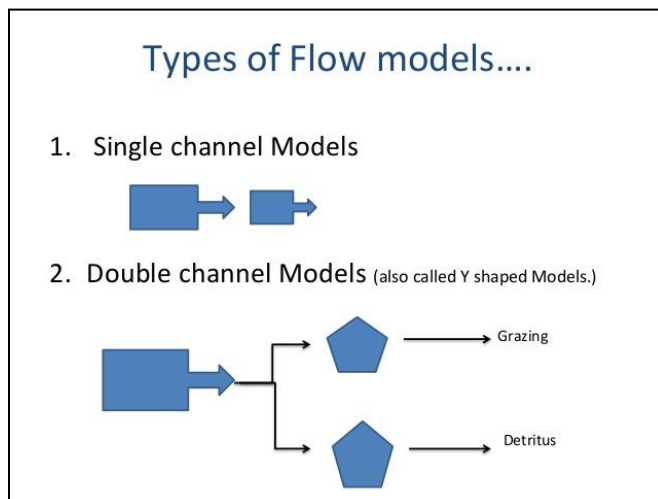 Types of Flow models....
1. Single channel Models
2. Double channel Models (also called Y shaped Models.)
Grazing
Detritus